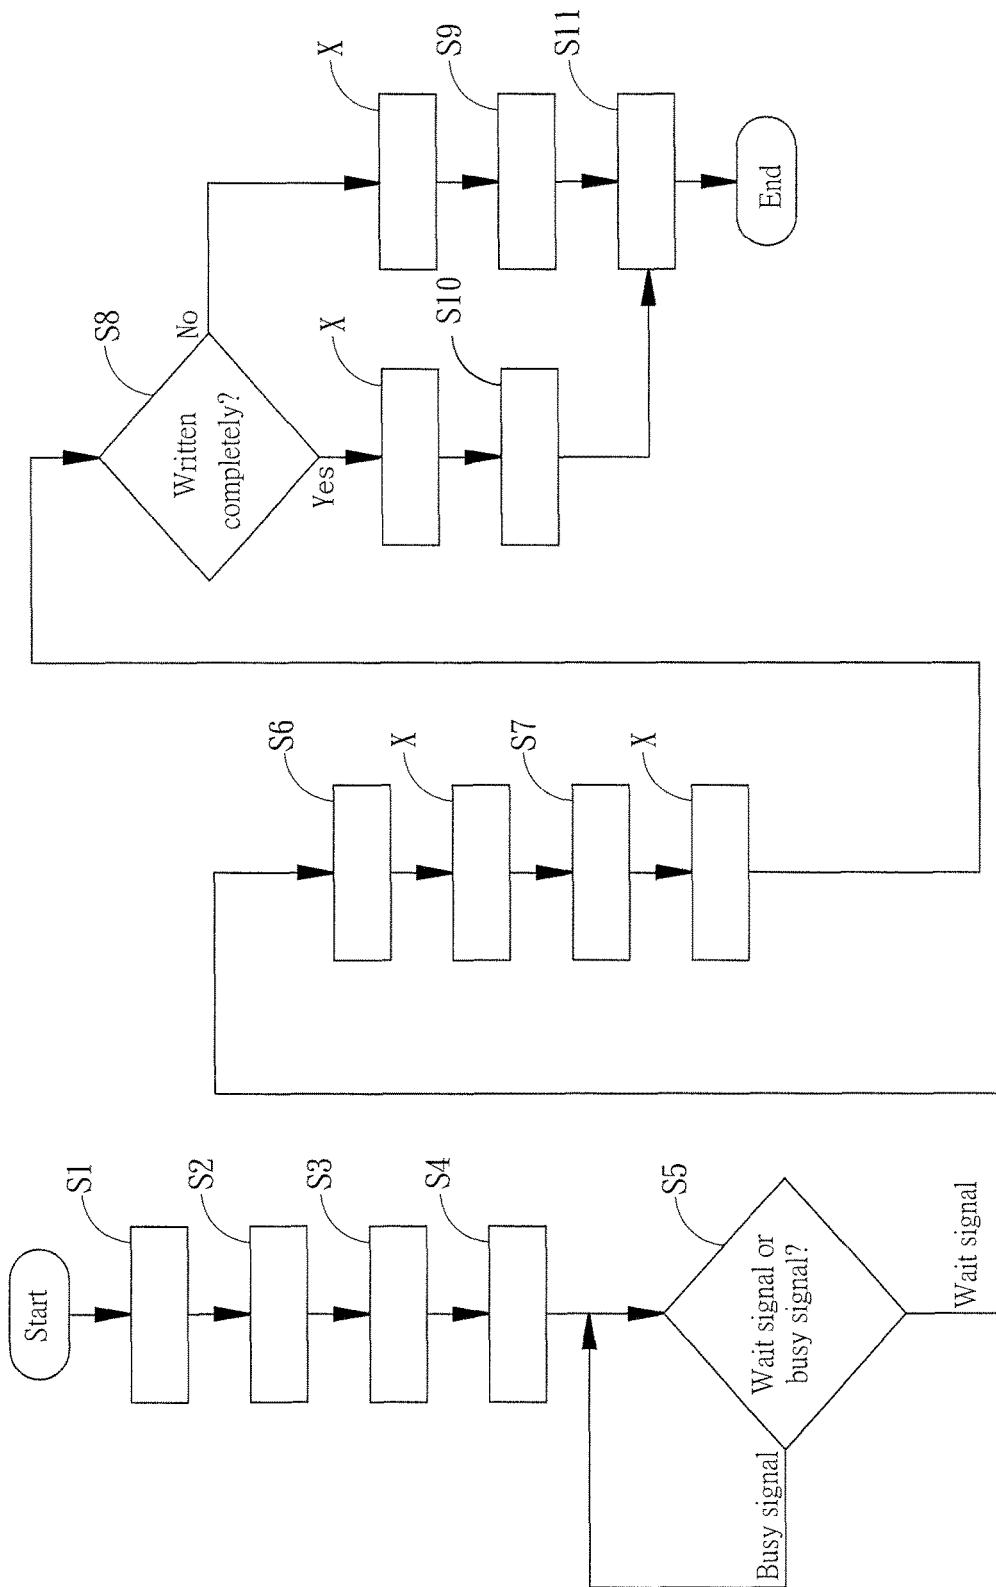 Start
S1
S2
S3
S4
Wait signal or
busy signal?
S5
Busy signal
Wait signal
S6
X
S7
X
Written
completely?
S8
Yes
No
X
S10
X
S9
S11
End